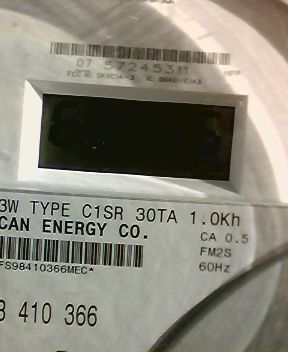 07 57245311
3W TYPE C1SR 30TA 1.0Kh
CAN ENERGY CO.
CA 0.5
FM2S
FS98410366MEC*
60Hz
8 410 366